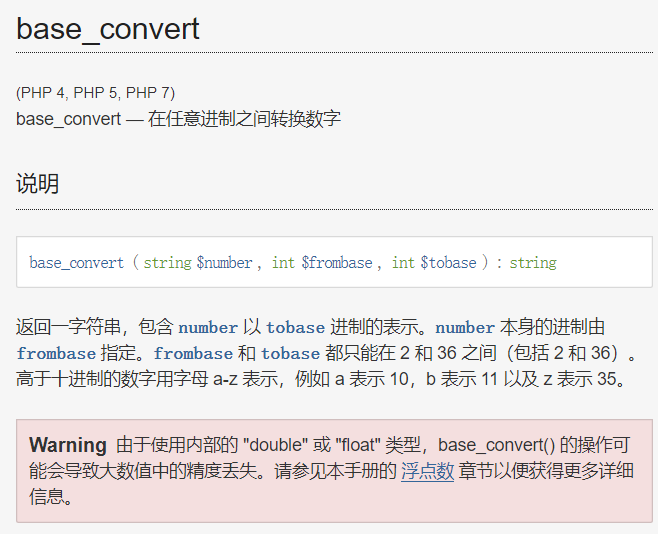 base_convert
(PHP 4, PHP 5, PHP 7)
base_convert — 在任意进制之间转换数字
说明
base_convert ( string $number , int $frombase , int $tobase ) : string
返回一字符串，包含 number 以 tobase 进制的表示。number 本身的进制由
frombase 指定。frombase 和 tobase 都只能在 2 和 36 之间（包括 2 和 36）。
高于十进制的数字用字母 a-z 表示，例如 a 表示 10，b 表示 11 以及 z 表示 35。
Warning 由于使用内部的 "double" 或 "float" 类型，base_convert() 的操作可
能会导致大数值中的精度丢失。请参见本手册的 浮点数 章节以便获得更多详细
信息。